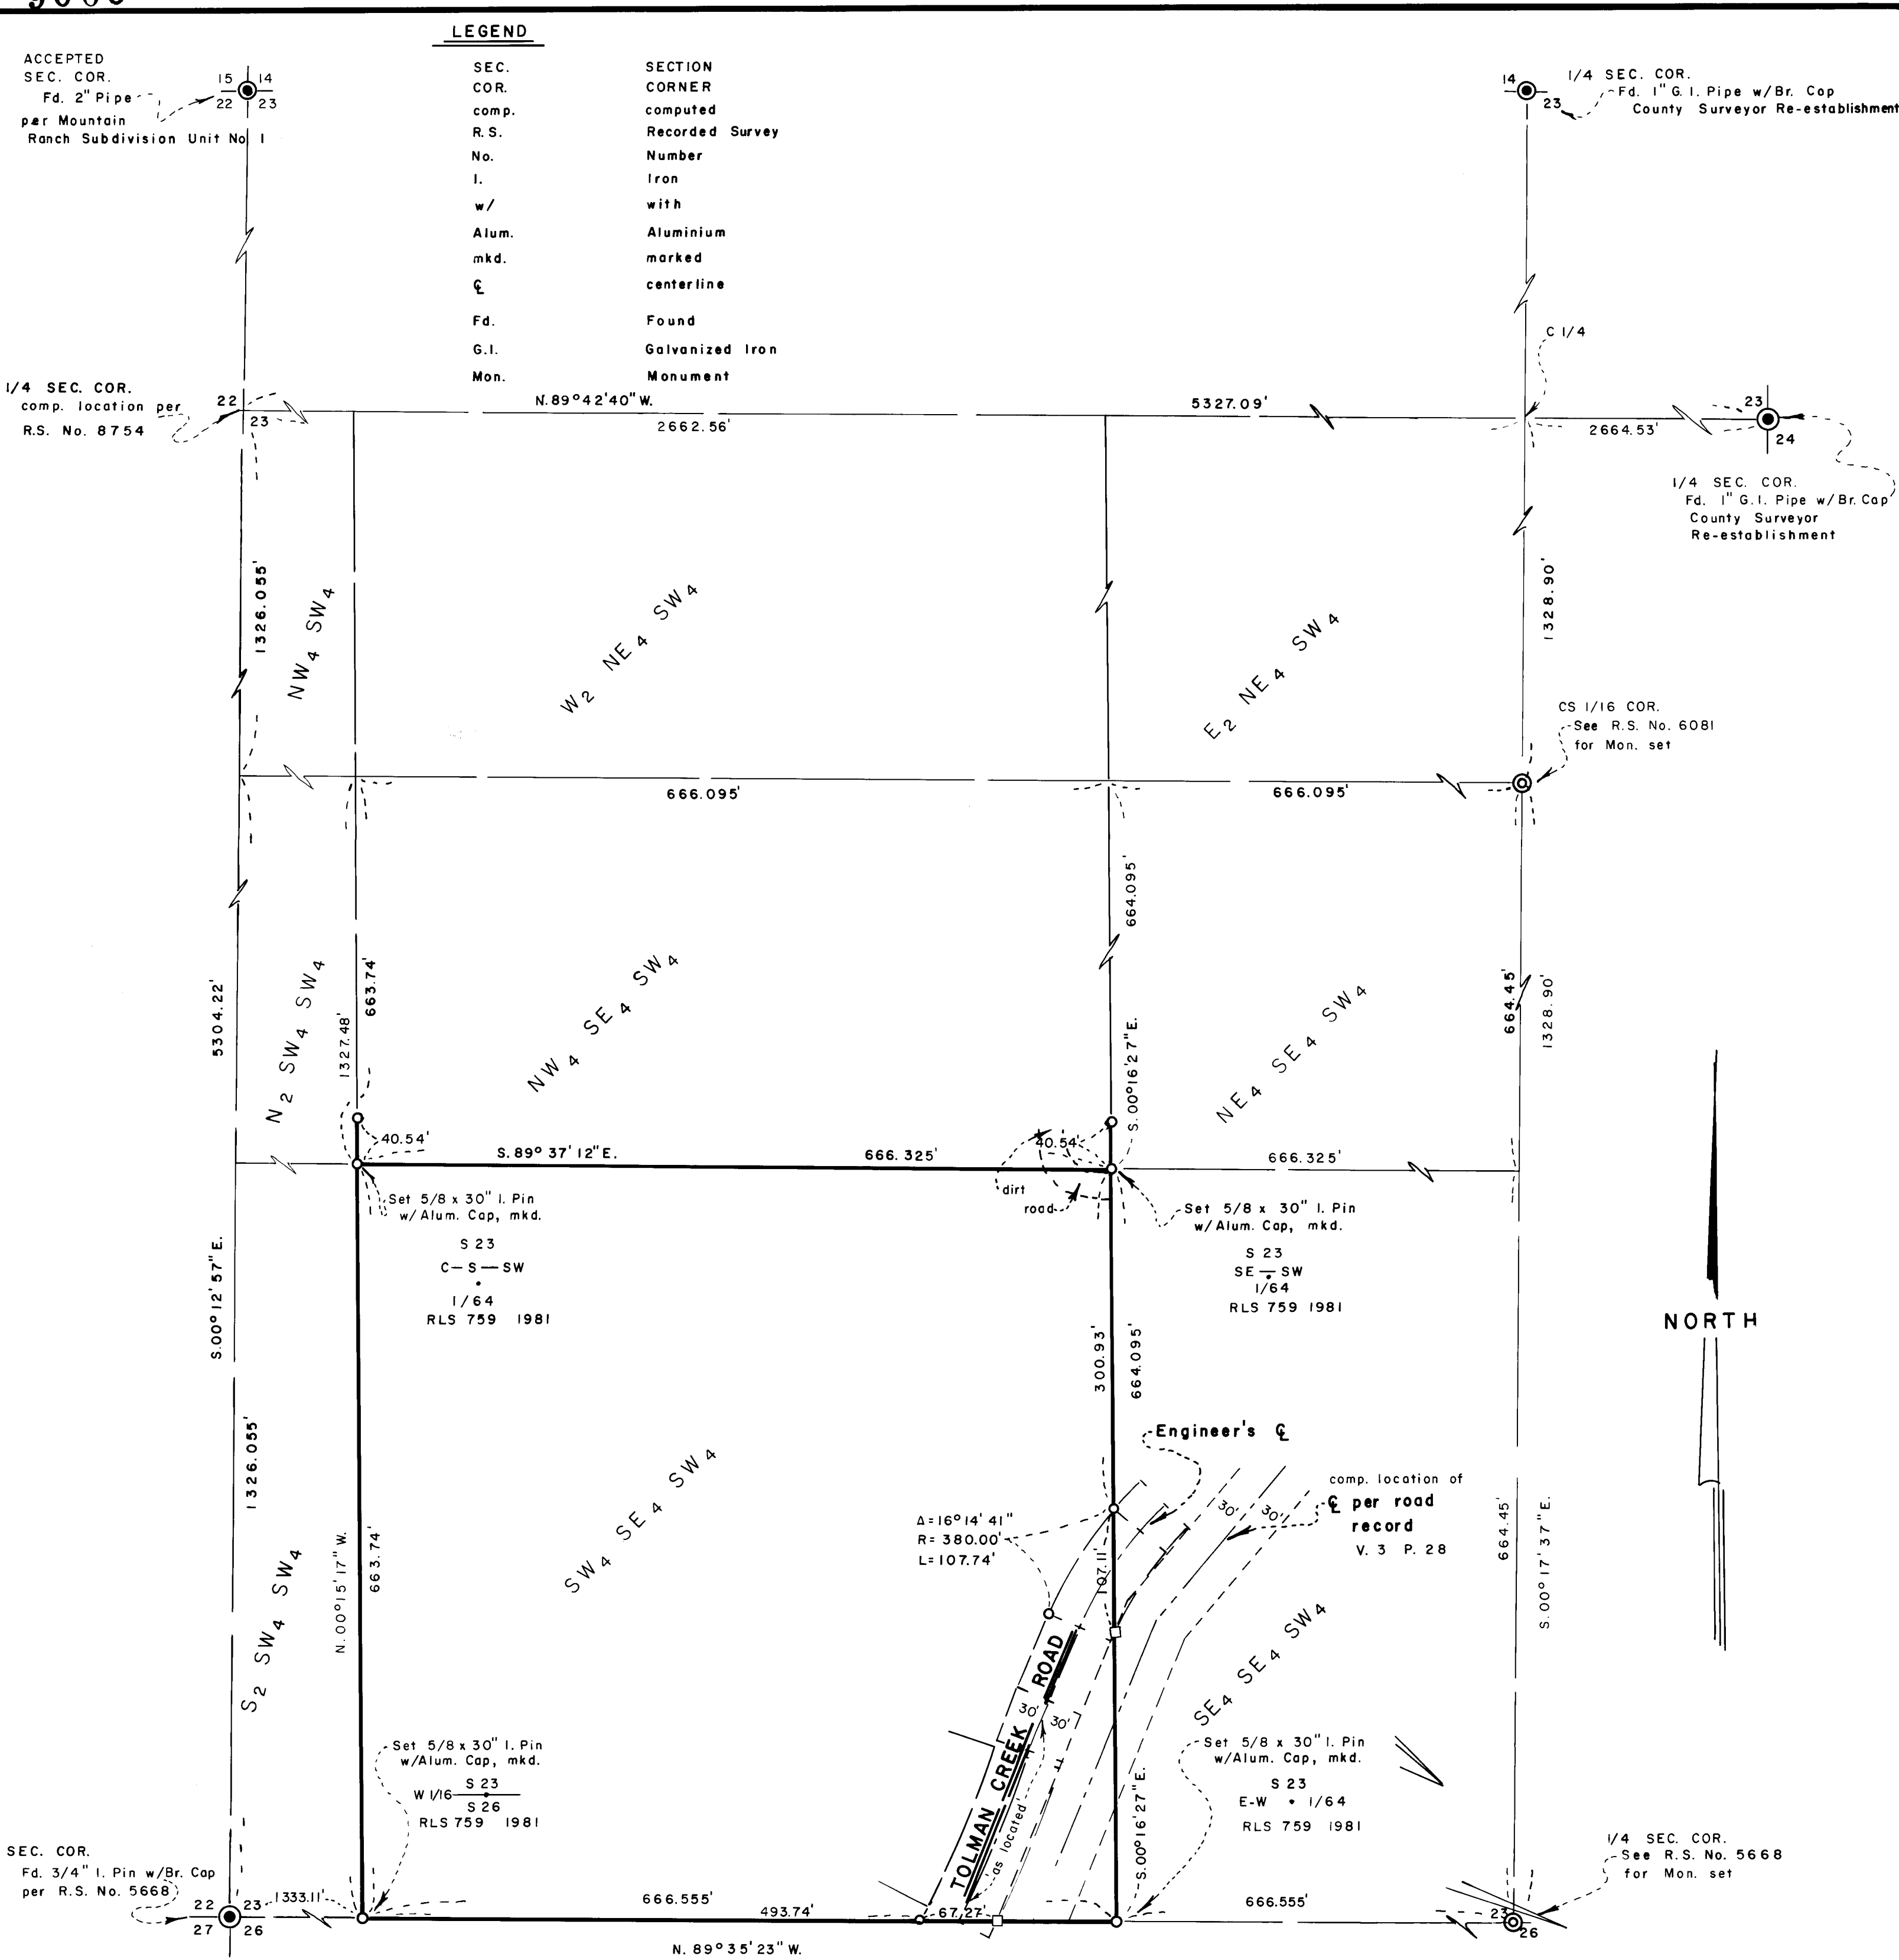 LEGEND
SEC. SECTION
COR. CORNER
comp. computed
R.S. Recorded Survey
No. Number
I. Iron
w/ with
Alum. Aluminium
mkd. marked
℄ centerline
Fd. Found
G.I. Galvanized Iron
Mon. Monument
ACCEPTED
SEC. COR.
Fd. 2" Pipe
per Mountain
Ranch Subdivision Unit No 1
15 14
22 23
14
23
1/4 SEC. COR.
Fd. 1" G.I. Pipe w/Br. Cap
County Surveyor Re-establishment
C 1/4
1/4 SEC. COR.
comp. location per
R.S. No. 8754
22
23
N.89°42'40"W.
5327.09'
2662.56'
2664.53'
23
24
1/4 SEC. COR.
Fd. 1" G.I. Pipe w/Br. Cap
County Surveyor
Re-establishment
1326.055'
NW4 SW4
W2 NE4 SW4
E2 NE4 SW4
1328.90'
CS 1/16 COR.
See R.S. No. 6081
for Mon. set
666.095'
666.095'
664.095'
5304.22'
N2 SW4 SW4
1327.48'
663.74'
NW4 SE4 SW4
S.00°16'27"E.
NE4 SE4 SW4
664.45'
1328.90'
40.54'
S.89°37'12"E.
666.325'
40.54'
666.325'
dirt
road
Set 5/8 x 30" I. Pin
w/Alum. Cap, mkd.
S 23
C-S-SW
1/64
RLS 759 1981
Set 5/8 x 30" I. Pin
w/Alum. Cap, mkd.
S 23
SE-SW
1/64
RLS 759 1981
NORTH
S.00°12'57"E.
1326.055'
S2 SW4 SW4
N.00°15'17"W.
663.74'
SW4 SE4 SW4
300.93'
664.095'
Engineer's ℄
comp. location of
℄ per road
record
V. 3 P. 28
30' 30'
Δ=16°14'41"
R=380.00'
L=107.74'
107.11'
664.45'
S.00°17'37"E.
SE4 SE4 SW4
TOLMAN CREEK ROAD
30' 30'
'as located'
S.00°16'27"E.
Set 5/8 x 30" I. Pin
w/Alum. Cap, mkd.
S 23
W 1/16
S 26
RLS 759 1981
Set 5/8 x 30" I. Pin
w/Alum. Cap, mkd.
S 23
E-W • 1/64
RLS 759 1981
SEC. COR.
Fd. 3/4" I. Pin w/Br. Cap
per R.S. No. 5668
22 23
27 26
1333.11'
666.555'
493.74'
67.27'
666.555'
N. 89°35'23" W.
1/4 SEC. COR.
See R.S. No. 5668
for Mon. set
23
26